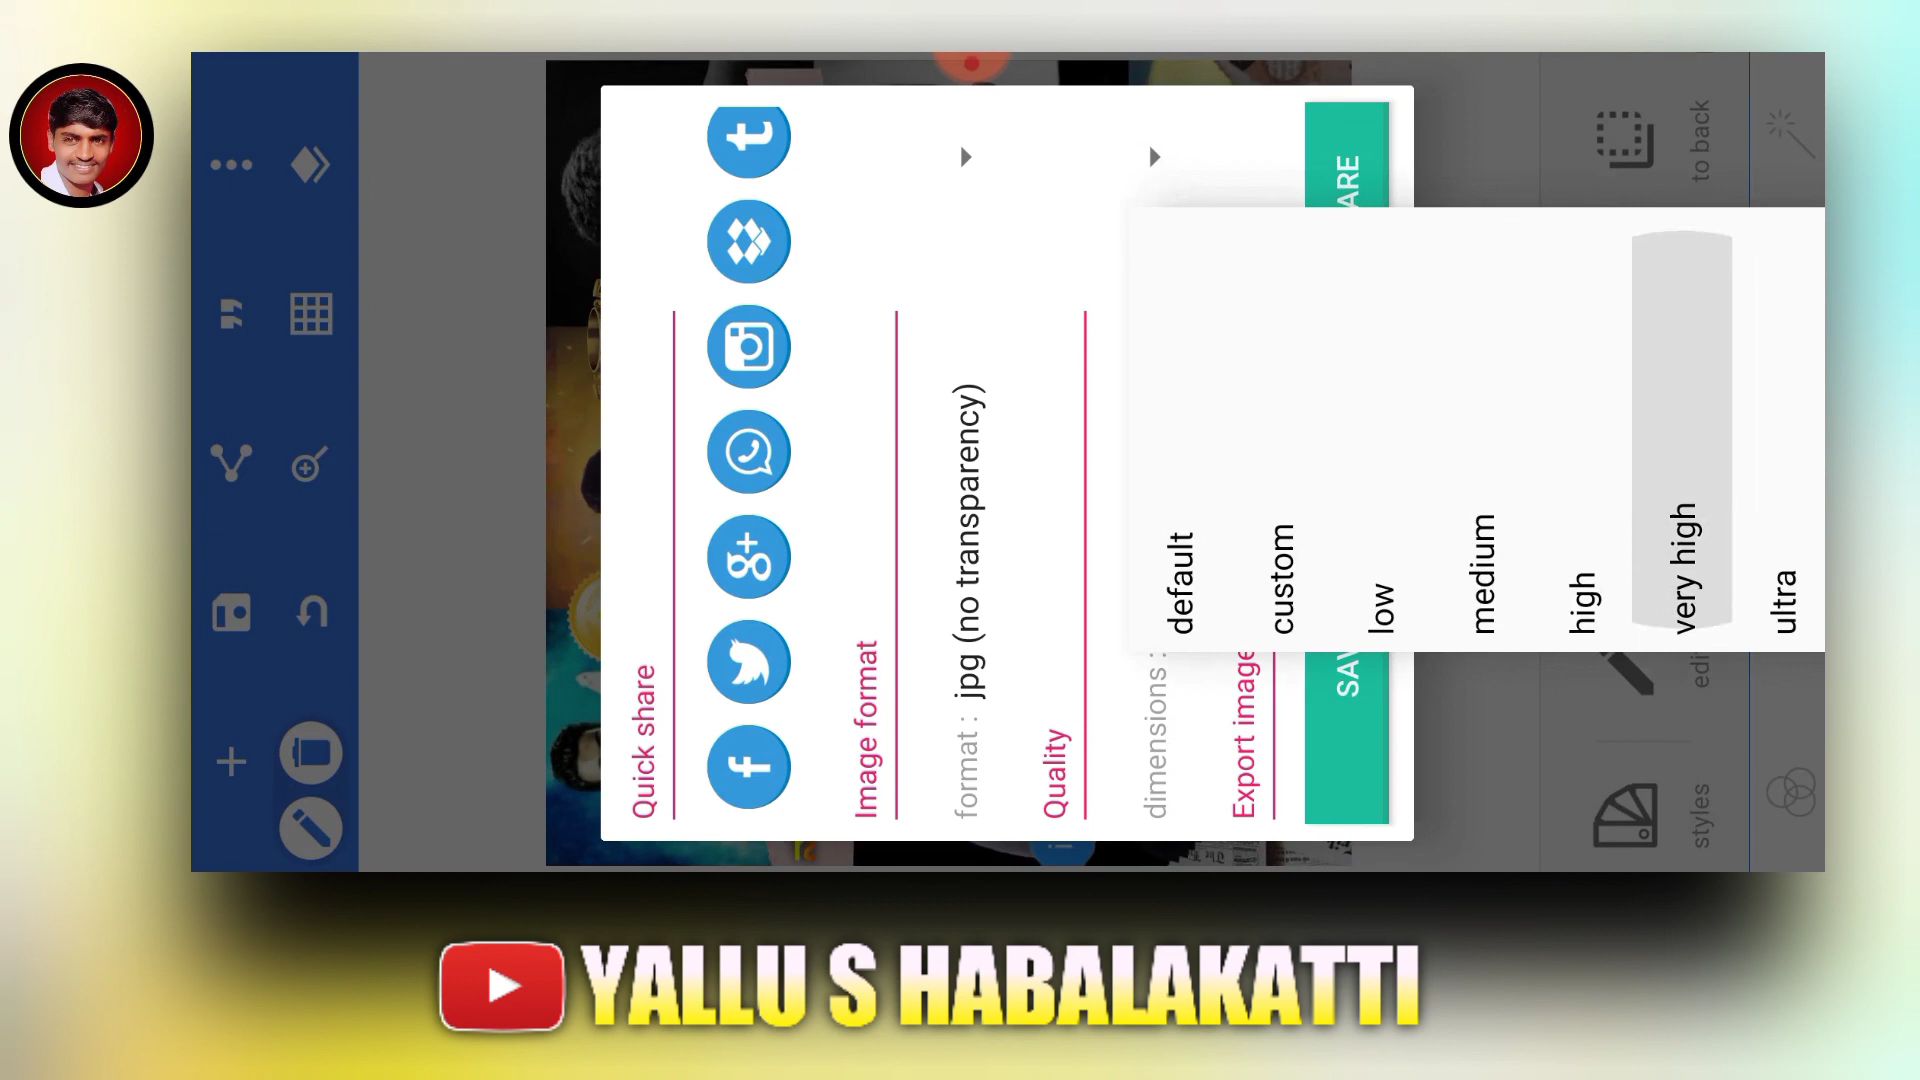 Quick share
Image format
format : jpg (no transparency)
Quality
dimensions :
Export image
SAV
ARE
default
custom
low
medium
high
very high
ultra
to back
edi
styles
YALLU S HABALAKATTI